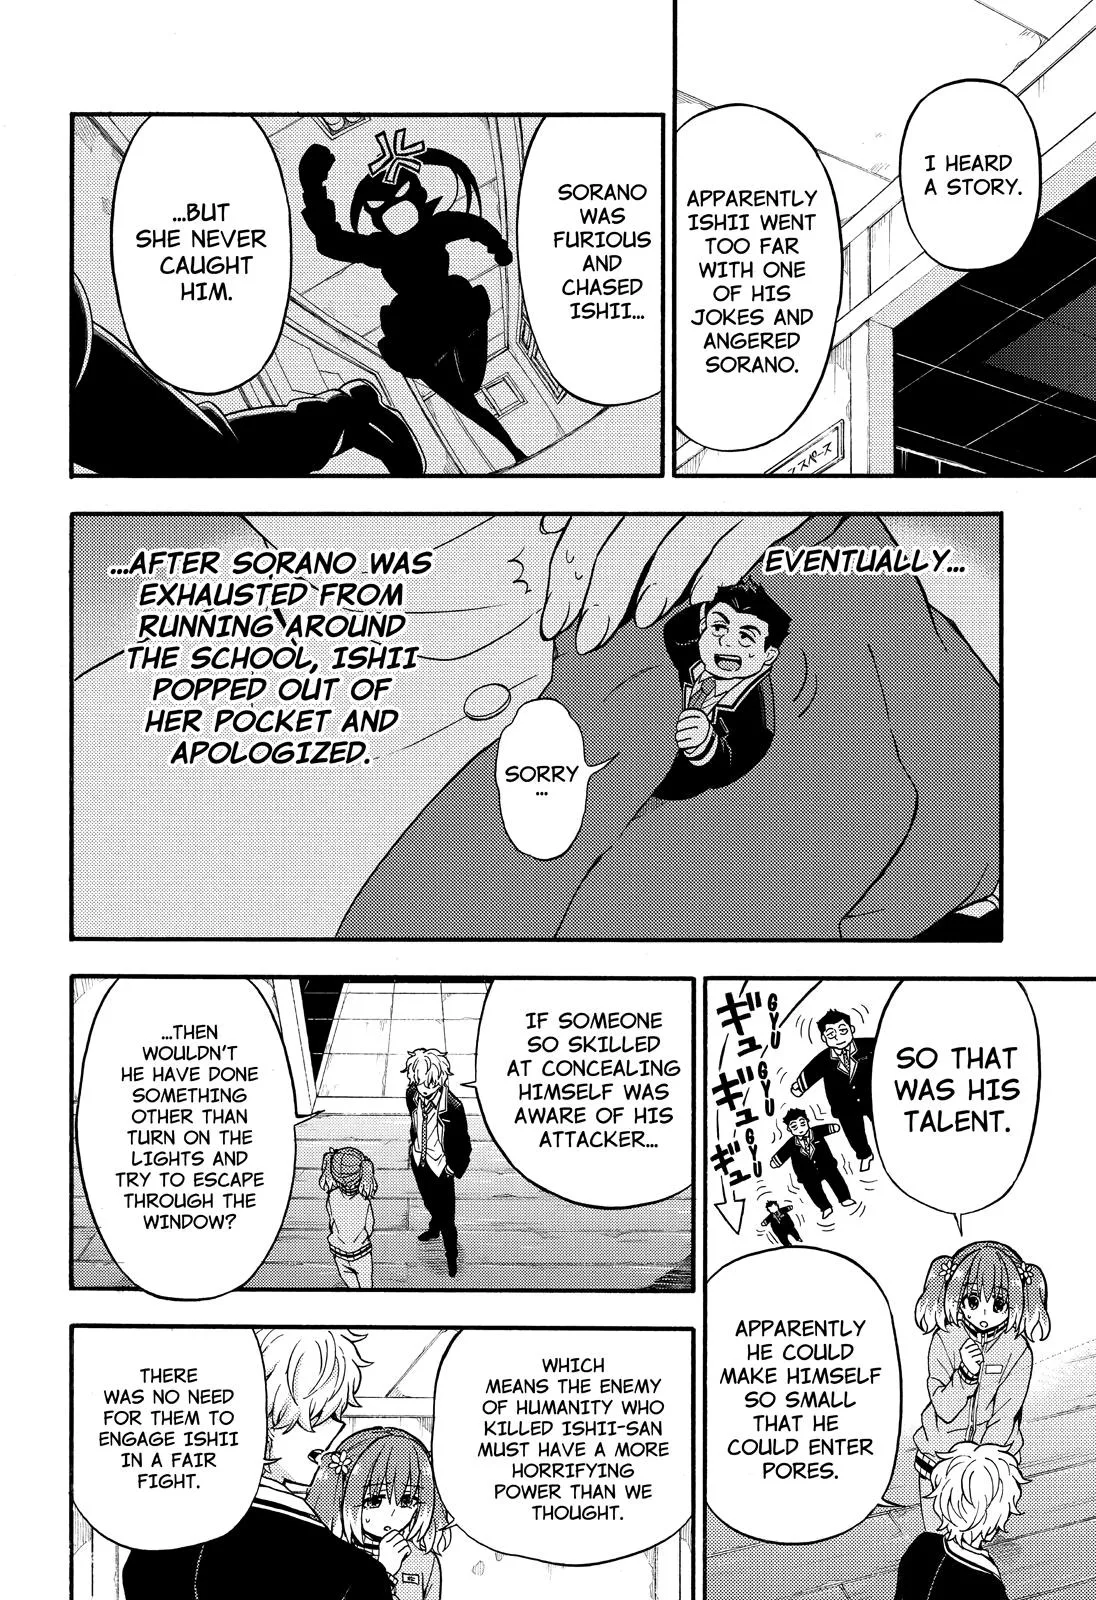 I HEARD
A STORY.
APPARENTLY
ISHII WENT
TOO FAR
WITH ONE
OF HIS
JOKES AND
ANGERED
SORANO.
スペース
SORANO
WAS
FURIOUS
AND
CHASED
ISHII...
...BUT
SHE NEVER
CAUGHT
HIM.
EVENTUALLY...
...AFTER SORANO WAS
EXHAUSTED FROM
RUNNING AROUND
THE SCHOOL, ISHII
POPPED OUT OF
HER POCKET AND
APOLOGIZED.
SORRY
...
SO THAT
WAS HIS
TALENT.
ギュ
GYU
ギュ
GYU
ギュ
GYU
APPARENTLY
HE COULD
MAKE HIMSELF
SO SMALL
THAT HE
COULD ENTER
PORES.
IF SOMEONE
SO SKILLED
AT CONCEALING
HIMSELF WAS
AWARE OF HIS
ATTACKER...
...THEN
WOULDN'T
HE HAVE DONE
SOMETHING
OTHER THAN
TURN ON THE
LIGHTS AND
TRY TO ESCAPE
THROUGH THE
WINDOW?
WHICH
MEANS THE ENEMY
OF HUMANITY WHO
KILLED ISHII-SAN
MUST HAVE A MORE
HORRIFYING
POWER THAN WE
THOUGHT.
THERE
WAS NO NEED
FOR THEM TO
ENGAGE ISHII
IN A FAIR
FIGHT.